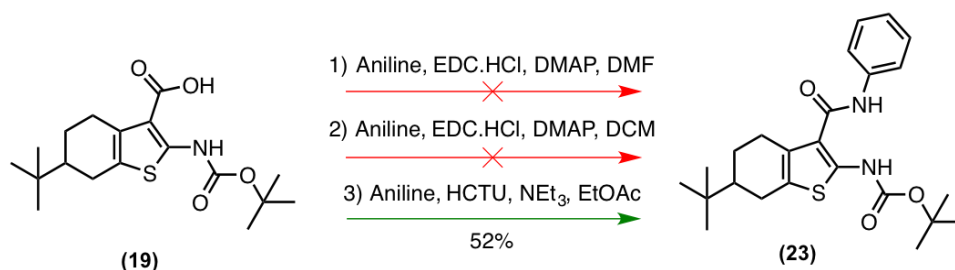 1) Aniline, EDC.HCl, DMAP, DMF
2) Aniline, EDC.HCl, DMAP, DCM
3) Aniline, HCTU, NEt₃, EtOAc
52%
O
OH
NH
S
O
O
(19)
O
NH
NH
S
O
O
(23)